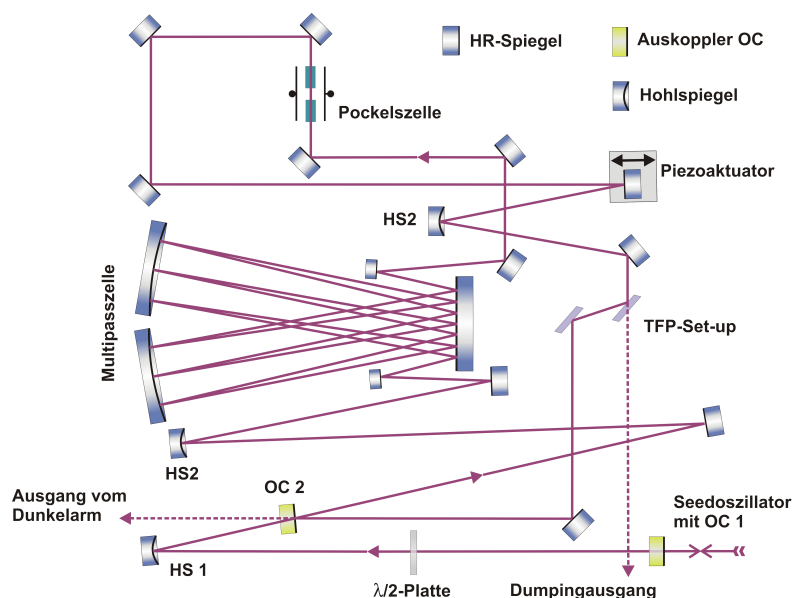 HR-Spiegel
Auskoppler OC
Hohlspiegel
Pockelszelle
Piezoaktuator
HS2
Multipasszelle
TFP-Set-up
HS2
OC 2
Ausgang vom
Dunkelarm
Seedoszillator
mit OC 1
HS 1
λ/2-Platte
Dumpingausgang